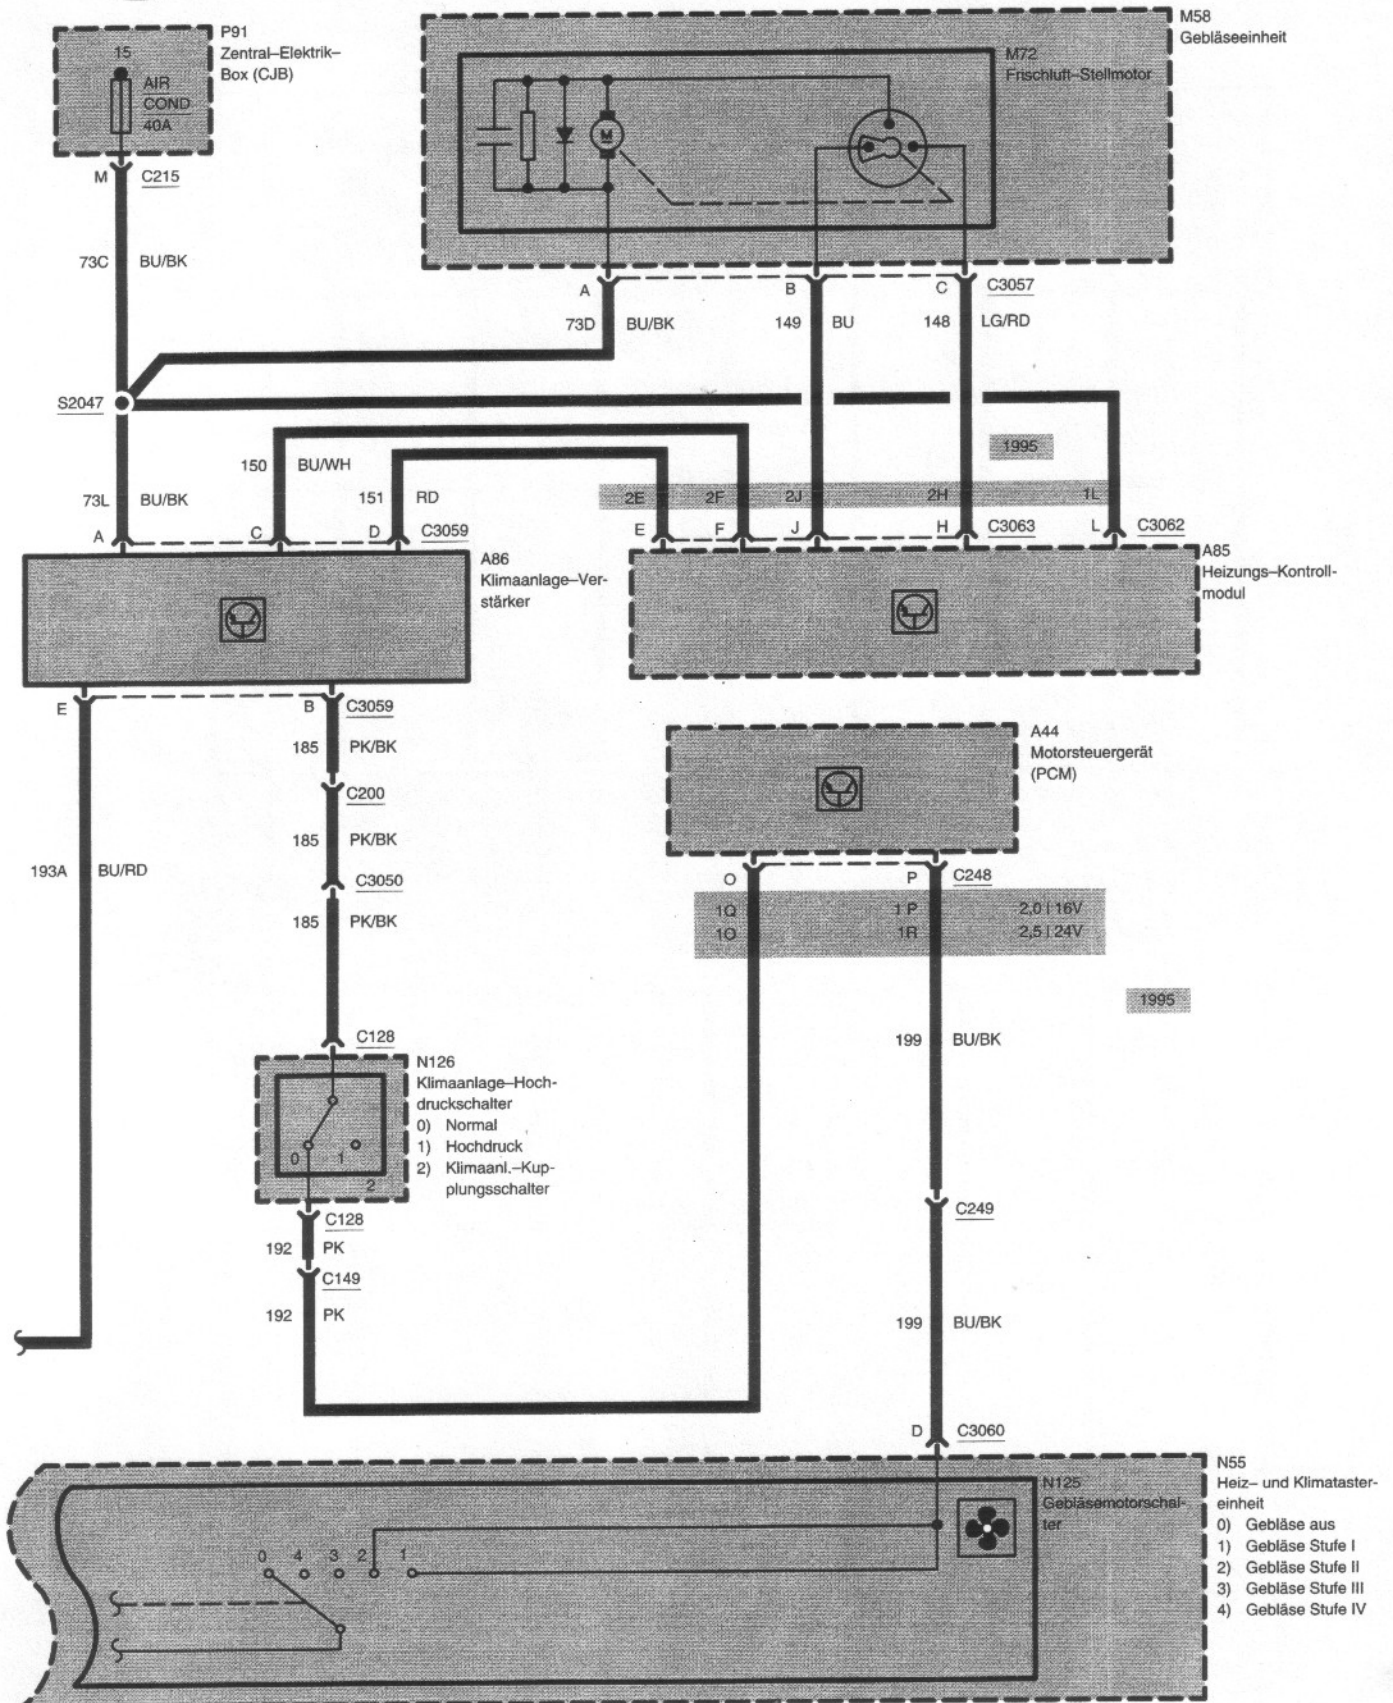 P91
Zentral–Elektrik–
Box (CJB)
15
AIR
COND
40A
M
C215
73C
BU/BK
M58
Gebläseeinheit
M72
Frischluft–Stellmotor
M
A
B
C
C3057
73D
BU/BK
149
BU
148
LG/RD
S2047
1995
150
BU/WH
73L
BU/BK
151
RD
2E
2F
2J
2H
1L
A
C
D
C3059
E
F
J
H
C3063
L
C3062
A86
Klimaanlage–Ver-
stärker
A85
Heizungs–Kontroll-
modul
E
B
C3059
185
PK/BK
C200
185
PK/BK
193A
BU/RD
C3050
185
PK/BK
A44
Motorsteuergerät
(PCM)
O
P
C248
1Q
1P
2,0 l 16V
1O
1R
2,5 l 24V
1995
199
BU/BK
C128
N126
Klimaanlage–Hoch-
druckschalter
0) Normal
1) Hochdruck
2) Klimaanl.–Kup-
plungsschalter
0
1
2
C128
192
PK
C149
192
PK
C249
199
BU/BK
D
C3060
N55
Heiz– und Klimataster-
einheit
0) Gebläse aus
1) Gebläse Stufe I
2) Gebläse Stufe II
3) Gebläse Stufe III
4) Gebläse Stufe IV
N125
Gebläsemotorschal-
ter
0
4
3
2
1